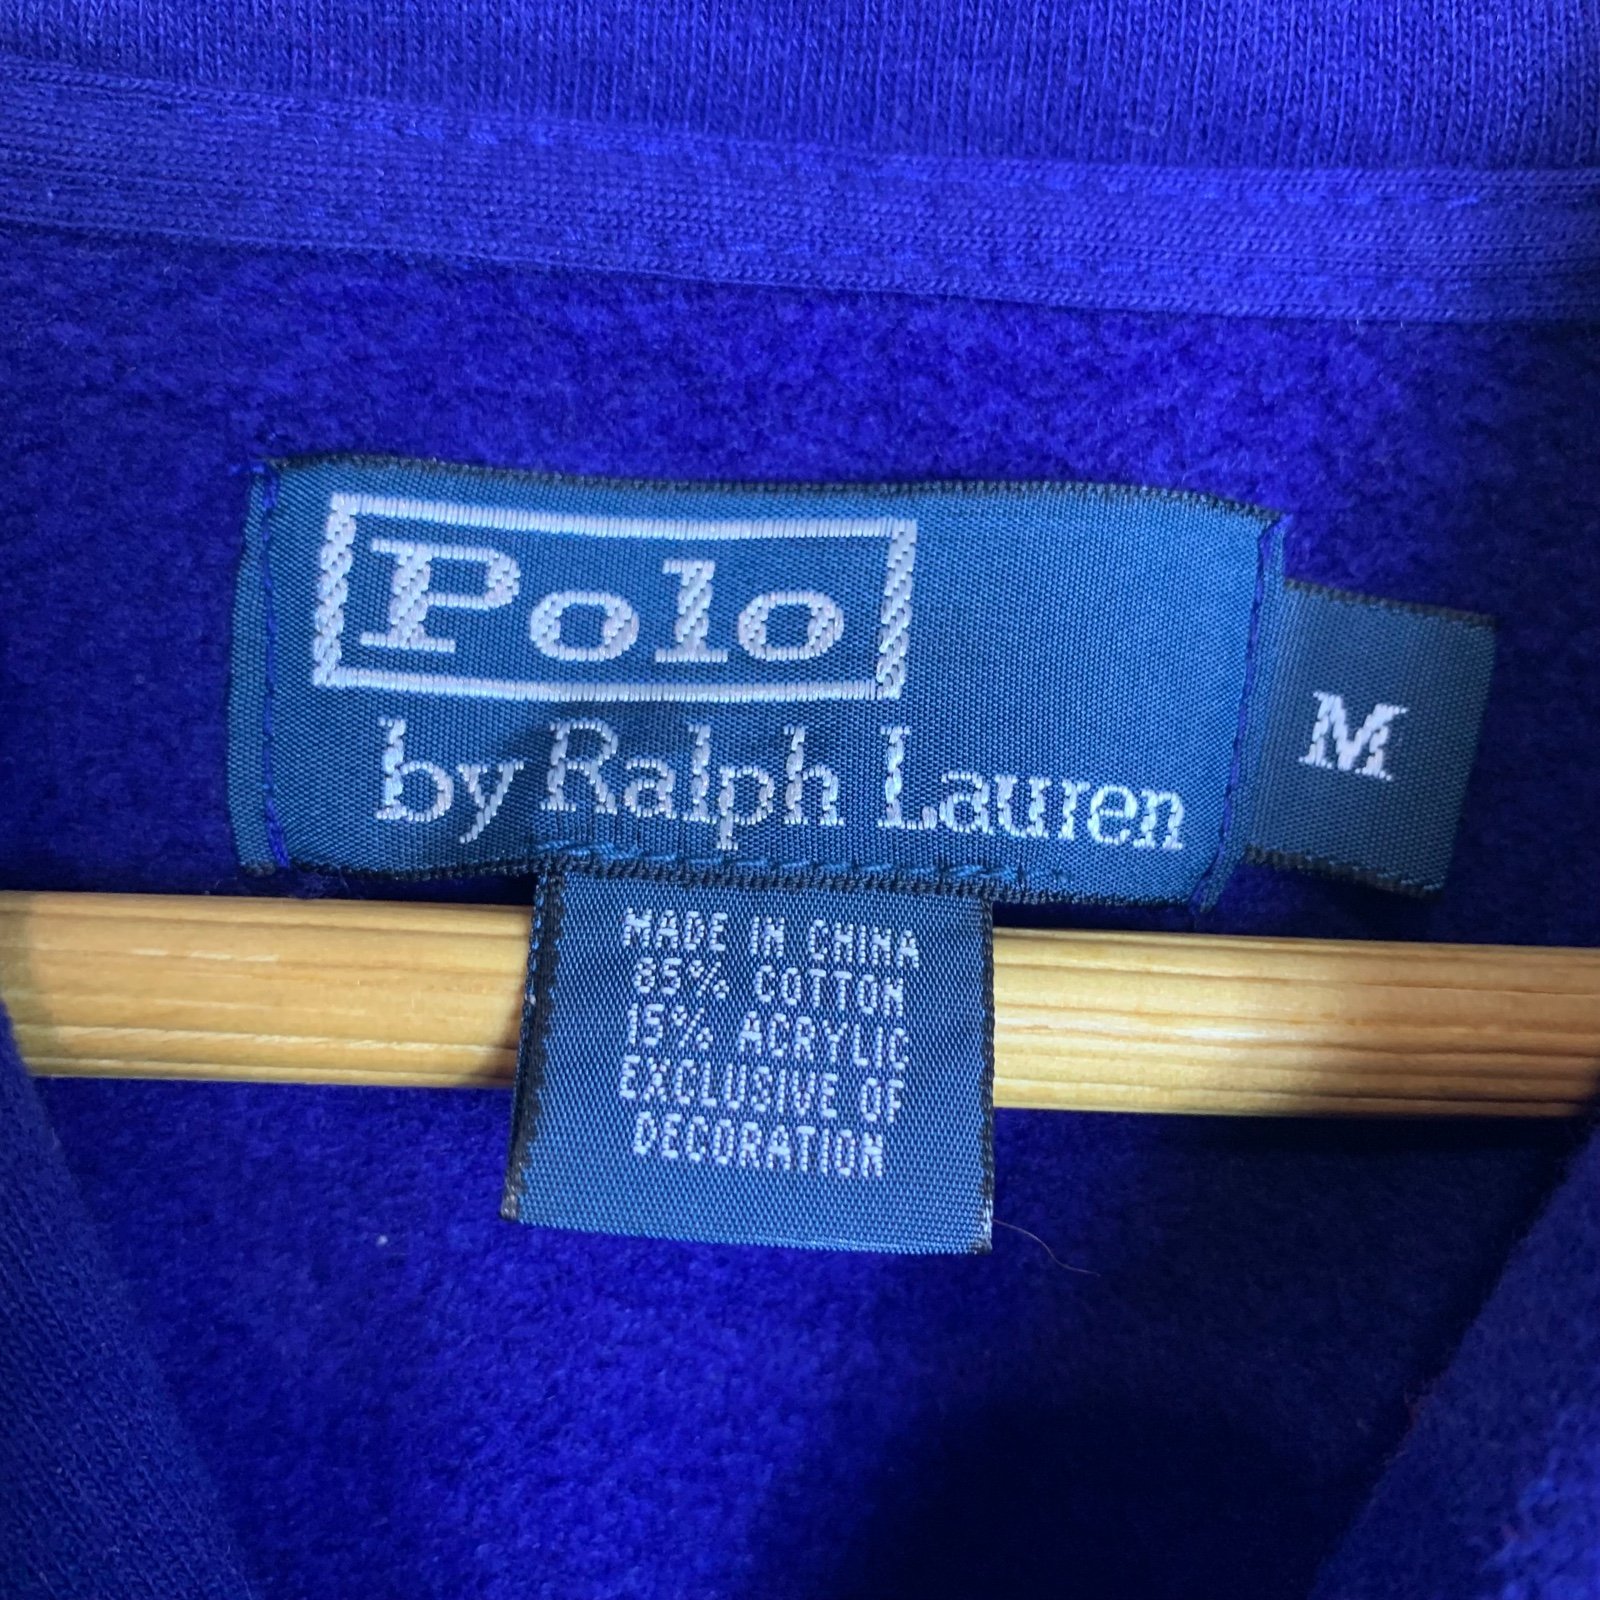 Polo
by Ralph Lauren
M
MADE IN CHINA
85% COTTON
15% ACRYLIC
EXCLUSIVE OF
DECORATION